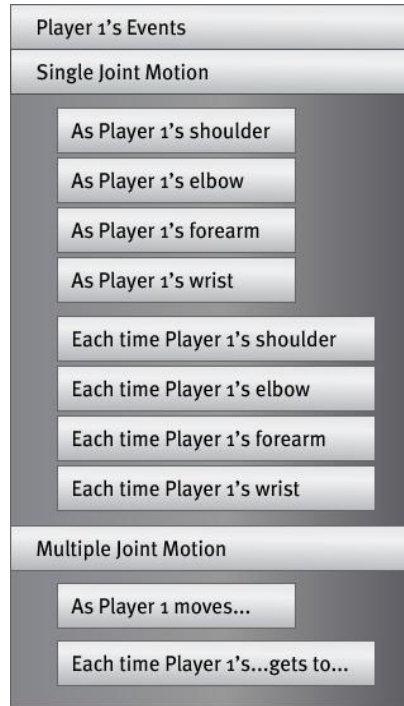 Player 1's Events
Single Joint Motion
As Player 1's shoulder
As Player 1's elbow
As Player 1's forearm
As Player 1's wrist
Each time Player 1's shoulder
Each time Player 1's elbow
Each time Player 1's forearm
Each time Player 1's wrist
Multiple Joint Motion
As Player 1 moves...
Each time Player 1's...gets to...